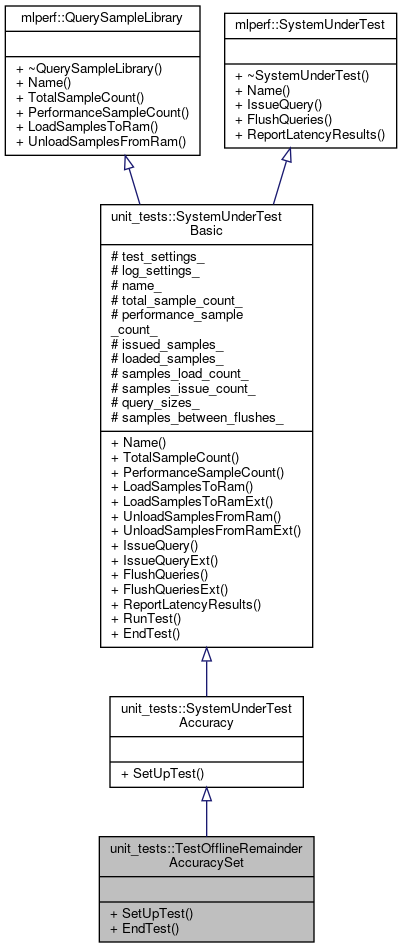 mlperf::QuerySampleLibrary
+ ~QuerySampleLibrary()
+ Name()
+ TotalSampleCount()
+ PerformanceSampleCount()
+ LoadSamplesToRam()
+ UnloadSamplesFromRam()
mlperf::SystemUnderTest
+ ~SystemUnderTest()
+ Name()
+ IssueQuery()
+ FlushQueries()
+ ReportLatencyResults()
unit_tests::SystemUnderTest
Basic
# test_settings_
# log_settings_
# name_
# total_sample_count_
# performance_sample
_count_
# issued_samples_
# loaded_samples_
# samples_load_count_
# samples_issue_count_
# query_sizes_
# samples_between_flushes_
+ Name()
+ TotalSampleCount()
+ PerformanceSampleCount()
+ LoadSamplesToRam()
+ LoadSamplesToRamExt()
+ UnloadSamplesFromRam()
+ UnloadSamplesFromRamExt()
+ IssueQuery()
+ IssueQueryExt()
+ FlushQueries()
+ FlushQueriesExt()
+ ReportLatencyResults()
+ RunTest()
+ EndTest()
unit_tests::SystemUnderTest
Accuracy
+ SetUpTest()
unit_tests::TestOfflineRemainder
AccuracySet
+ SetUpTest()
+ EndTest()